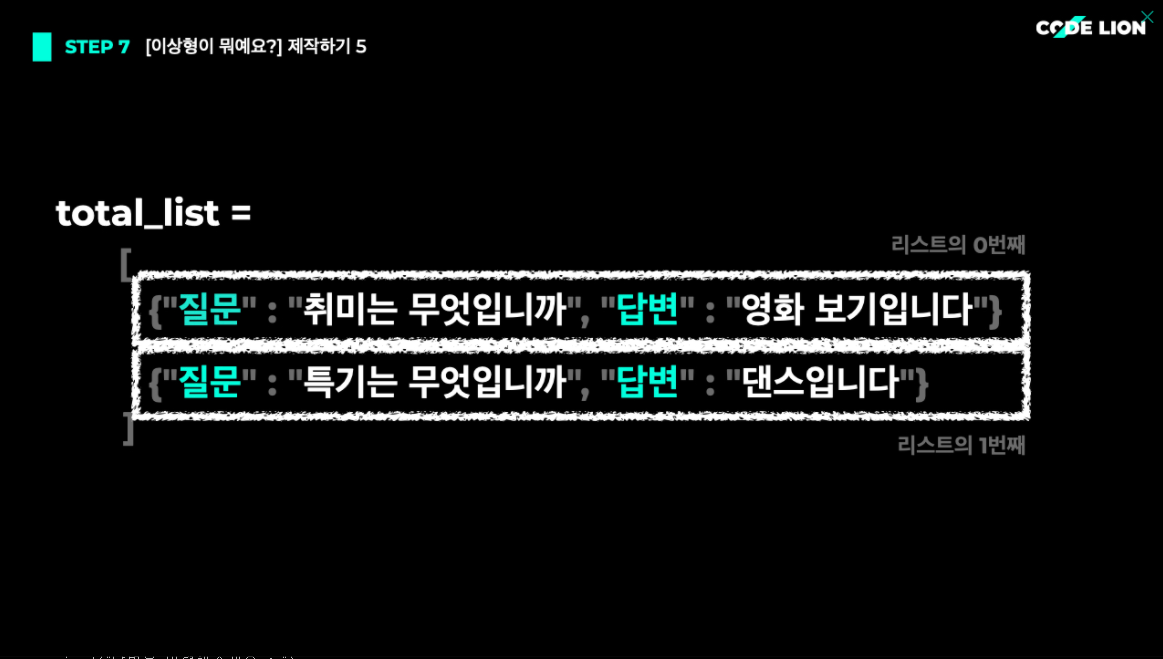 STEP 7 [이상형이 뭐예요?] 제작하기 5
CODE LION
total_list =
리스트의 0번째
[
{"질문" : "취미는 무엇입니까", "답변" : "영화 보기입니다"}
{"질문" : "특기는 무엇입니까", "답변" : "댄스입니다"}
]
리스트의 1번째